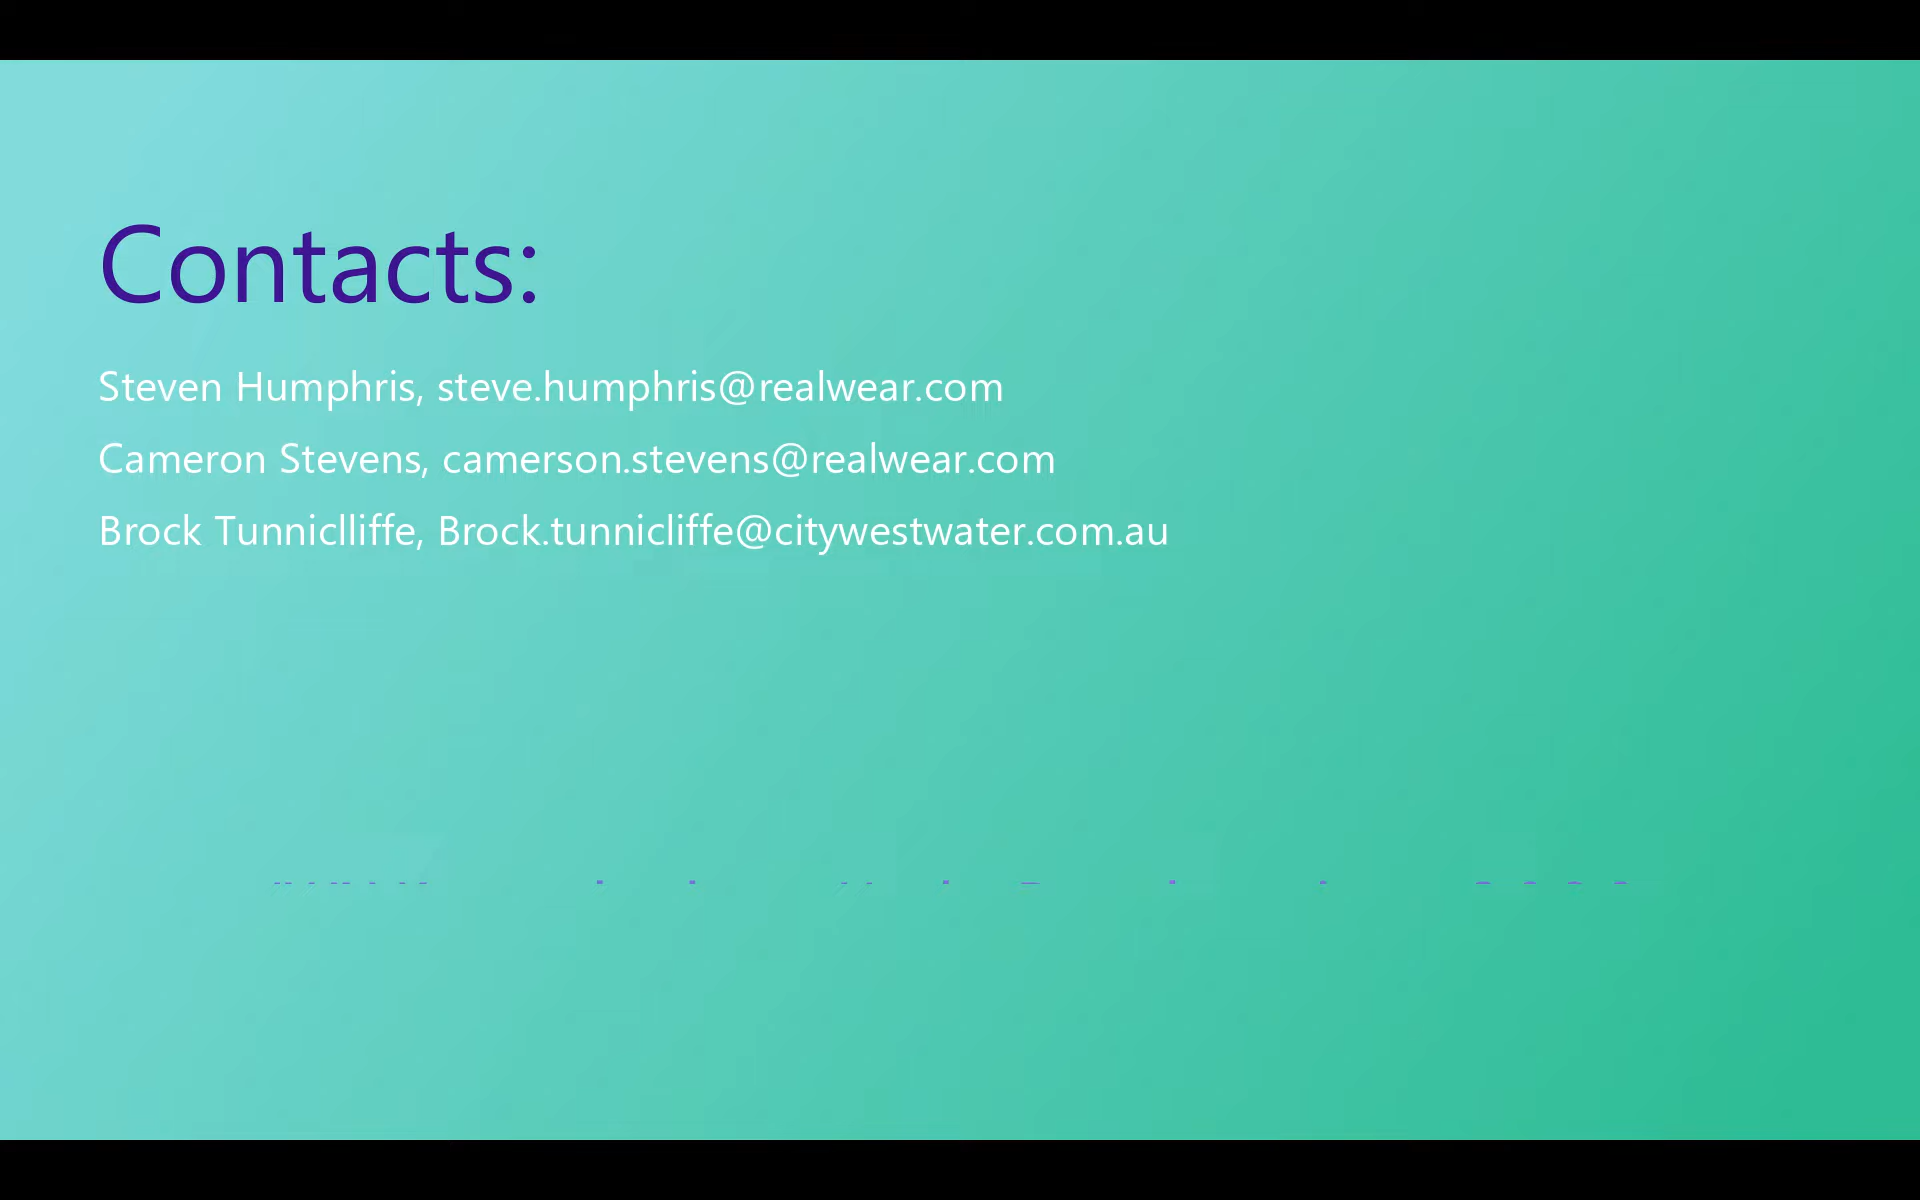 Contacts:
Steven Humphris, steve.humphris@realwear.com
Cameron Stevens, camerson.stevens@realwear.com
Brock Tunniclliffe, Brock.tunnicliffe@citywestwater.com.au